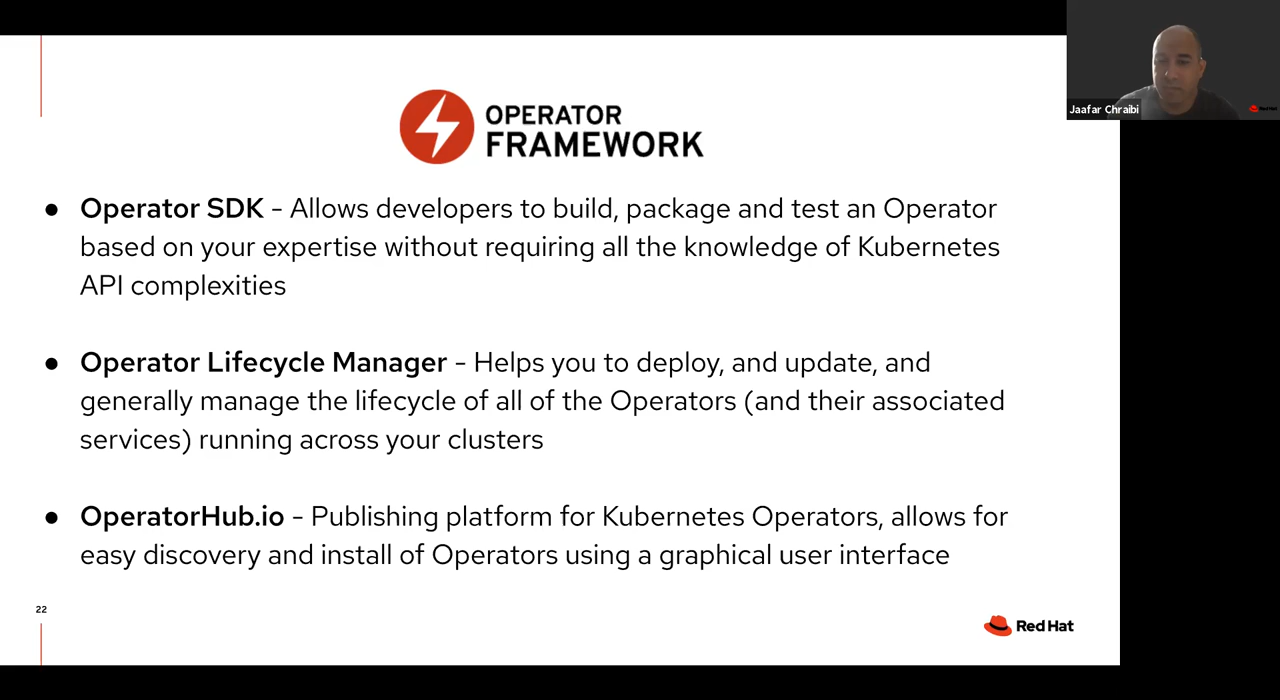 OPERATOR
FRAMEWORK
● Operator SDK - Allows developers to build, package and test an Operator
based on your expertise without requiring all the knowledge of Kubernetes
API complexities
● Operator Lifecycle Manager - Helps you to deploy, and update, and
generally manage the lifecycle of all of the Operators (and their associated
services) running across your clusters
● OperatorHub.io - Publishing platform for Kubernetes Operators, allows for
easy discovery and install of Operators using a graphical user interface
22
Red Hat
Jaafar Chraibi
Red Hat